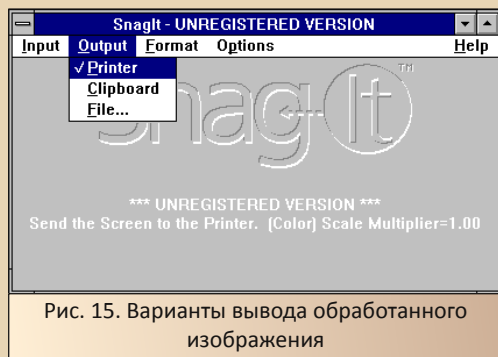 SnagIt - UNREGISTERED VERSION
Input Output Format Options Help
√ Printer
Clipboard
File...
SnagIt TM
*** UNREGISTERED VERSION ***
Send the Screen to the Printer. (Color) Scale Multiplier=1.00
Рис. 15. Варианты вывода обработанного
изображения